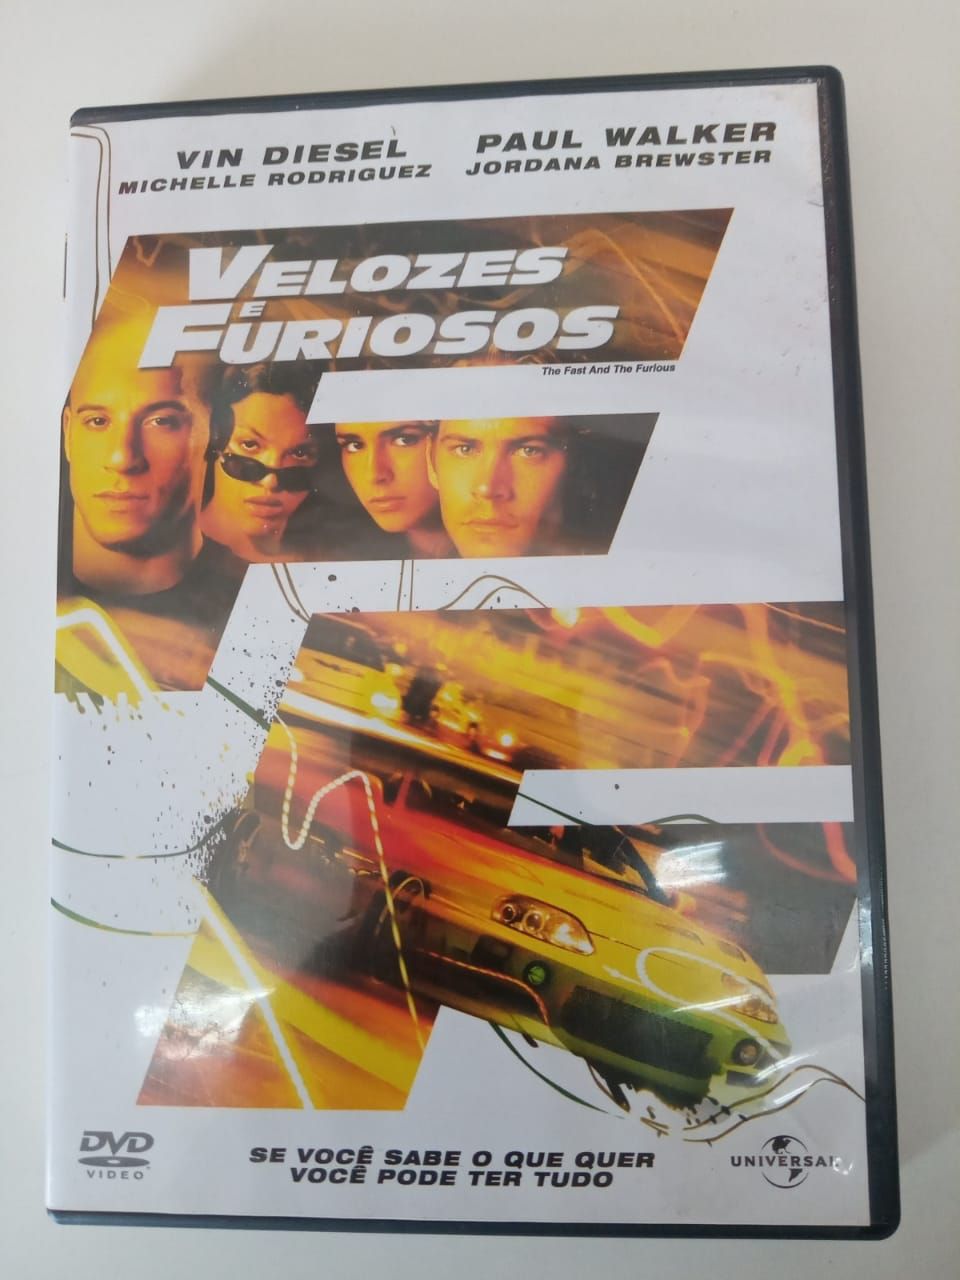 VIN DIESEL PAUL WALKER
MICHELLE RODRIGUEZ JORDANA BREWSTER
VELOZES
E
FURIOSOS
The Fast And The Furious
DVD
VIDEO
SE VOCÊ SABE O QUE QUER
VOCÊ PODE TER TUDO
UNIVERSAL